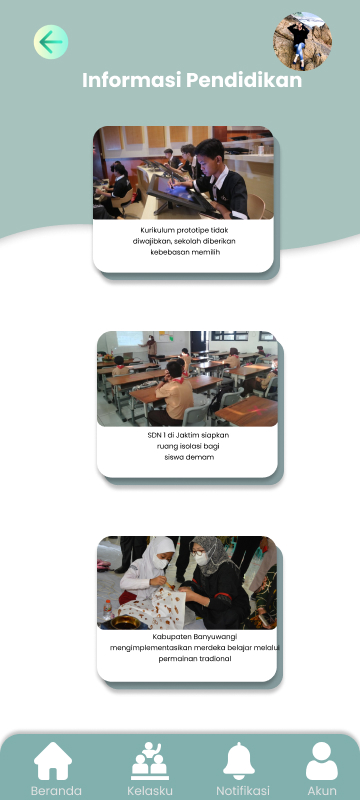 Informasi Pendidikan
Kurikulum prototipe tidak
diwajibkan, sekolah diberikan
kebebasan memilih
SDN 1 di Jaktim siapkan
ruang isolasi bagi
siswa demam
Kabupaten Banyuwangi
mengimplementasikan merdeka belajar melalui
permainan tradional
Beranda
Kelasku
Notifikasi
Akun